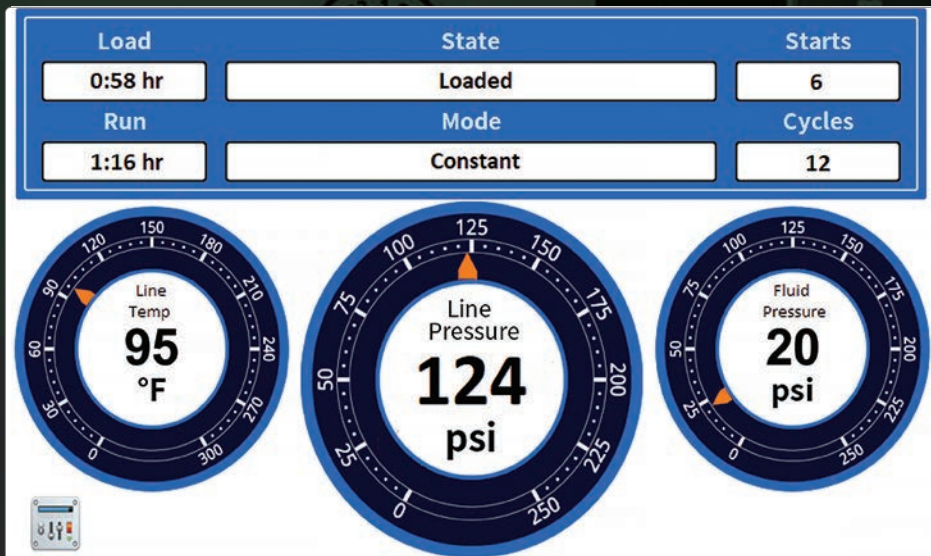 Load State Starts
0:58 hr Loaded 6
Run Mode Cycles
1:16 hr Constant 12
0 30 60 90 120 150 180 210 240 270 300
Line
Temp
95
°F
0 25 50 75 100 125 150 175 200 225 250
Line
Pressure
124
psi
0 25 50 75 100 125 150 175 200 225 250
Fluid
Pressure
20
psi